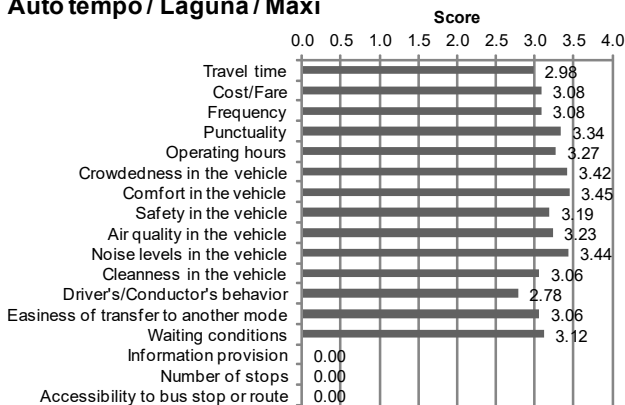 Auto tempo / Laguna / Maxi
Score
0.0 0.5 1.0 1.5 2.0 2.5 3.0 3.5 4.0
Travel time 2.98
Cost/Fare 3.08
Frequency 3.08
Punctuality 3.34
Operating hours 3.27
Crowdedness in the vehicle 3.42
Comfort in the vehicle 3.45
Safety in the vehicle 3.19
Air quality in the vehicle 3.23
Noise levels in the vehicle 3.44
Cleanness in the vehicle 3.06
Driver's/Conductor's behavior 2.78
Easiness of transfer to another mode 3.06
Waiting conditions 3.12
Information provision 0.00
Number of stops 0.00
Accessibility to bus stop or route 0.00